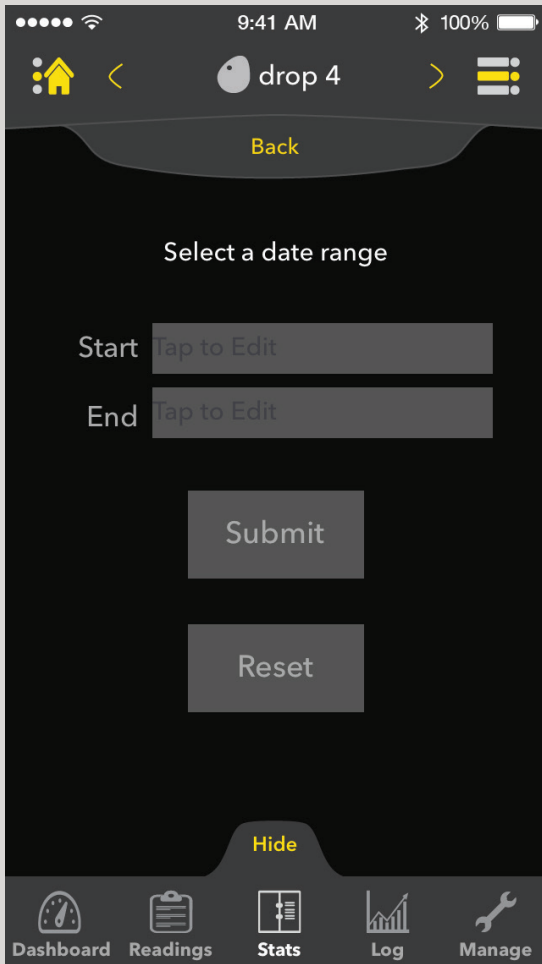 9:41 AM 100%
drop 4
Back
Select a date range
Start Tap to Edit
End Tap to Edit
Submit
Reset
Hide
Dashboard Readings Stats Log Manage